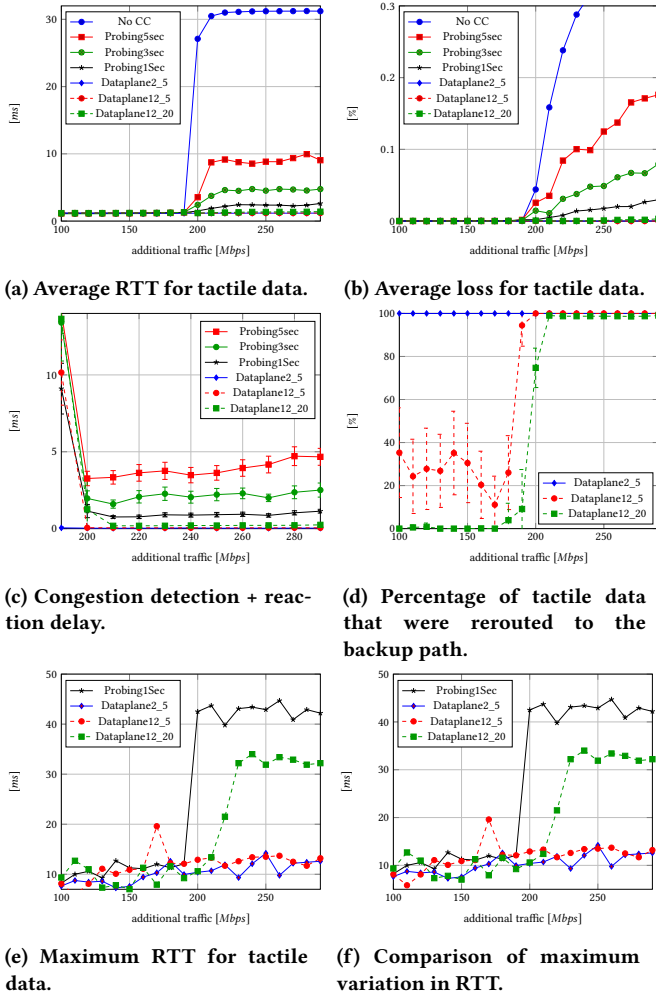 30
20
10
0
[ms]
No CC
Probing5sec
Probing3sec
Probing1Sec
Dataplane2_5
Dataplane12_5
Dataplane12_20
100 150 200 250
additional traffic [Mbps]
(a) Average RTT for tactile data.
0.3
0.2
0.1
0
[%]
No CC
Probing5sec
Probing3sec
Probing1Sec
Dataplane2_5
Dataplane12_5
Dataplane12_20
100 150 200 250
additional traffic [Mbps]
(b) Average loss for tactile data.
10
5
0
[ms]
Probing5sec
Probing3sec
Probing1Sec
Dataplane2_5
Dataplane12_5
Dataplane12_20
200 220 240 260 280
additional traffic [Mbps]
(c) Congestion detection + reac-
tion delay.
100
80
60
40
20
0
[%]
Dataplane2_5
Dataplane12_5
Dataplane12_20
100 150 200 250
additional traffic [Mbps]
(d) Percentage of tactile data
that were rerouted to the
backup path.
50
40
30
20
10
[ms]
Probing1Sec
Dataplane2_5
Dataplane12_5
Dataplane12_20
100 150 200 250
additional traffic [Mbps]
(e) Maximum RTT for tactile
data.
50
40
30
20
10
[ms]
Probing1Sec
Dataplane2_5
Dataplane12_5
Dataplane12_20
100 150 200 250
additional traffic [Mbps]
(f) Comparison of maximum
variation in RTT.